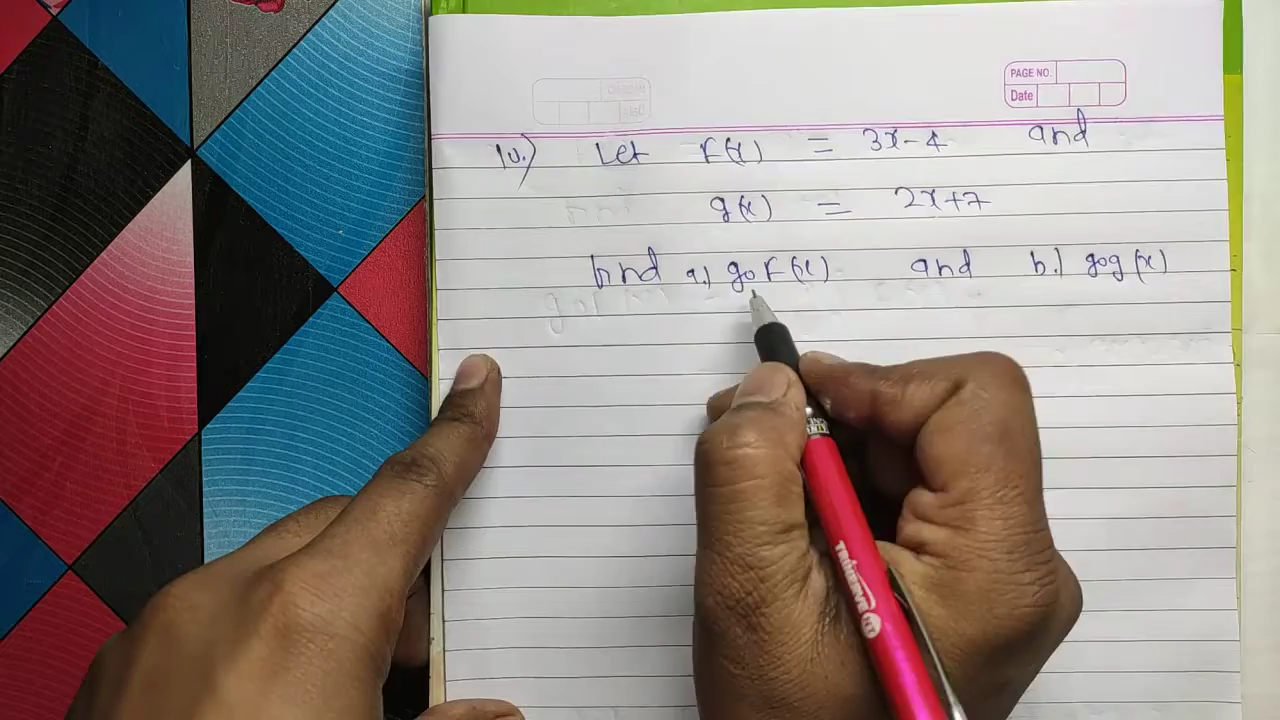 PAGE NO.
Date
10.) Let f(x) = 3x-4 and
g(x) = 2x+7
find a.) gof(x) and b.) gog(x)